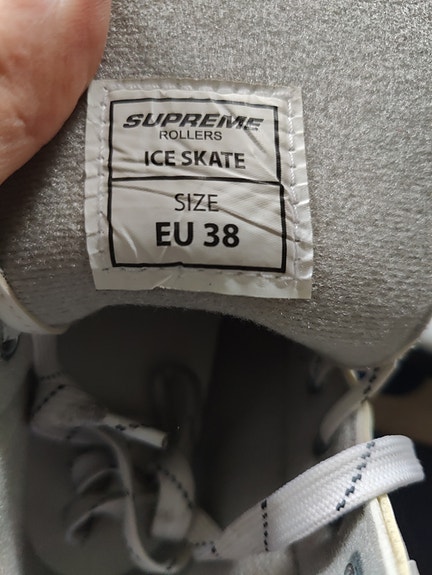 SUPREME
ROLLERS
ICE SKATE
SIZE
EU 38